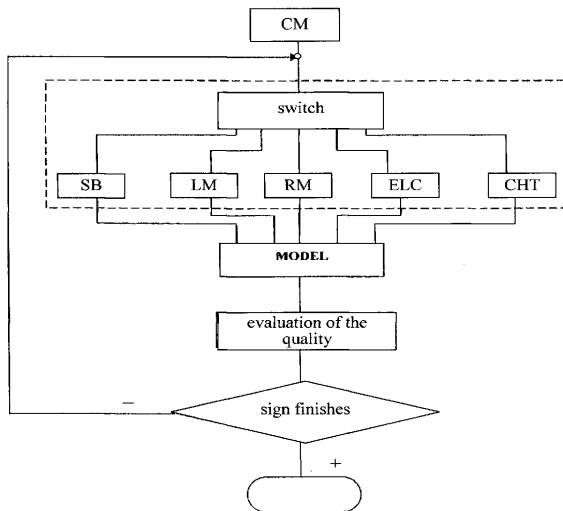 CM
switch
SB
LM
RM
ELC
CHT
MODEL
evaluation of the
quality
sign finishes
−
+